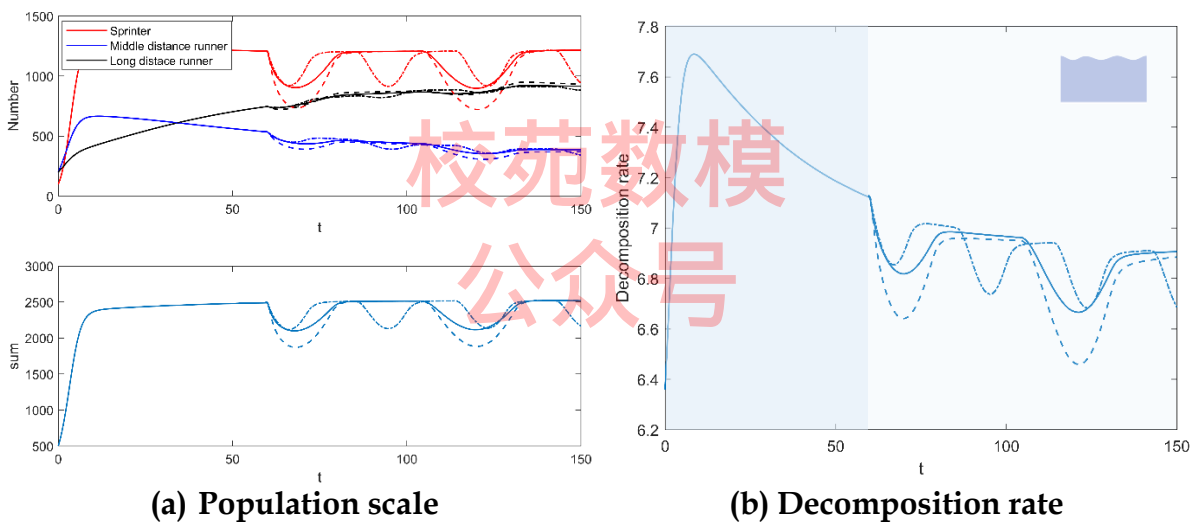 1500
1000
500
0
Number
Sprinter
Middle distance runner
Long distace runner
0
50
100
150
t
3000
2500
2000
1500
1000
500
sum
0
50
100
150
t
(a) Population scale
7.8
7.6
7.4
7.2
7
6.8
6.6
6.4
6.2
Decomposition rate
0
50
100
150
t
(b) Decomposition rate
校苑数模
公众号